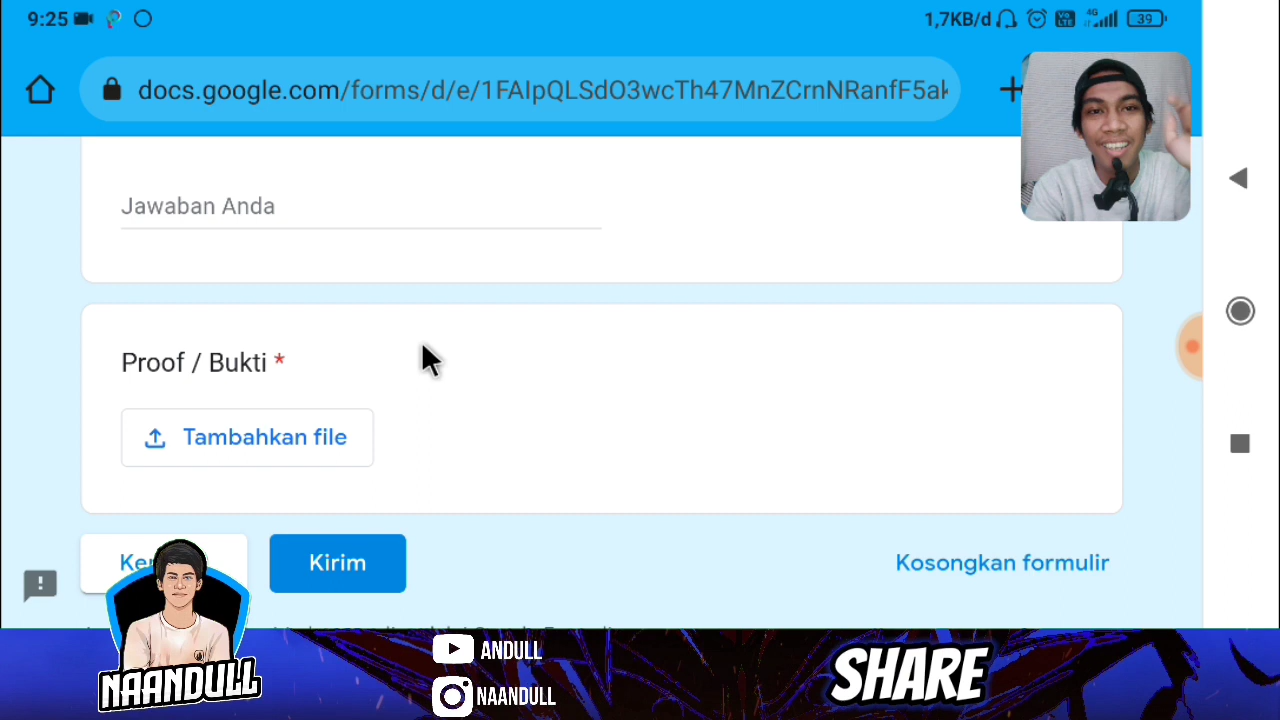 9:25
1,7KB/d
4G
39
docs.google.com/forms/d/e/1FAIpQLSdO3wcTh47MnZCrnNRanfF5ak
Jawaban Anda
Proof / Bukti *
Tambahkan file
Kirim
Kosongkan formulir
NAANDULL
ANDULL
NAANDULL
SHARE